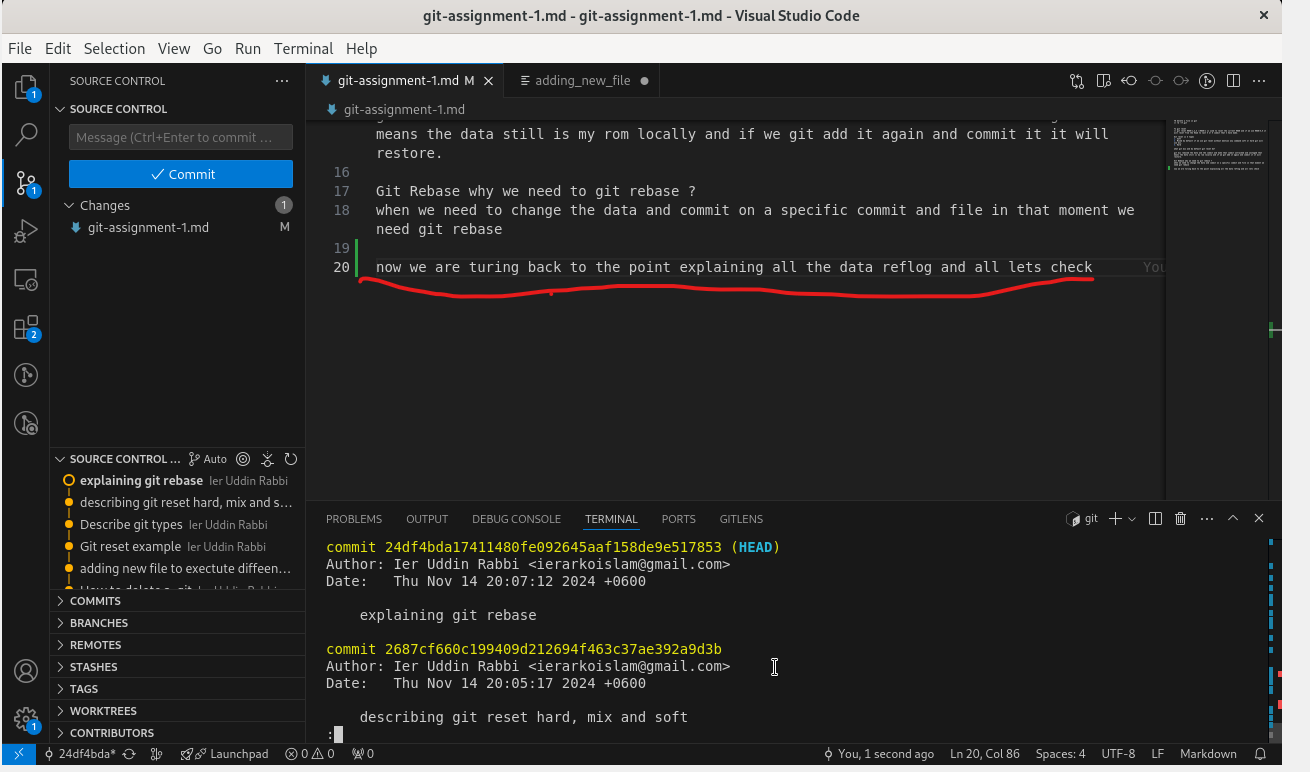 git-assignment-1.md - git-assignment-1.md - Visual Studio Code
File Edit Selection View Go Run Terminal Help
SOURCE CONTROL
SOURCE CONTROL
Message (Ctrl+Enter to commit ...
Commit
Changes 1
git-assignment-1.md M
1
1
2
1
git-assignment-1.md M
adding_new_file
git-assignment-1.md
means the data still is my rom locally and if we git add it again and commit it it will
restore.
16
17 Git Rebase why we need to git rebase ?
18 when we need to change the data and commit on a specific commit and file in that moment we
need git rebase
19
20 now we are turing back to the point explaining all the data reflog and all lets check You
SOURCE CONTROL ... Auto
explaining git rebase Ier Uddin Rabbi
describing git reset hard, mix and s...
Describe git types Ier Uddin Rabbi
Git reset example Ier Uddin Rabbi
adding new file to exectute diffeen...
COMMITS
BRANCHES
REMOTES
STASHES
TAGS
WORKTREES
CONTRIBUTORS
PROBLEMS OUTPUT DEBUG CONSOLE TERMINAL PORTS GITLENS
git
commit 24df4bda17411480fe092645aaf158de9e517853 (HEAD)
Author: Ier Uddin Rabbi <ierarkoislam@gmail.com>
Date: Thu Nov 14 20:07:12 2024 +0600
explaining git rebase
commit 2687cf660c199409d212694f463c37ae392a9d3b
Author: Ier Uddin Rabbi <ierarkoislam@gmail.com>
Date: Thu Nov 14 20:05:17 2024 +0600
describing git reset hard, mix and soft
:
24df4bda* Launchpad 0 0 0 You, 1 second ago Ln 20, Col 86 Spaces: 4 UTF-8 LF Markdown